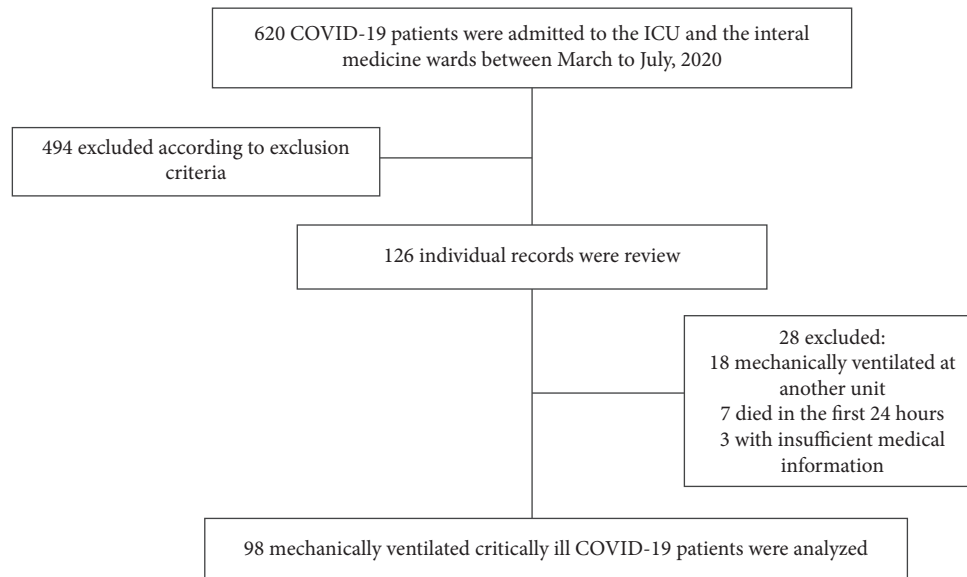 620 COVID-19 patients were admitted to the ICU and the interal
medicine wards between March to July, 2020
494 excluded according to exclusion
criteria
126 individual records were review
28 excluded:
18 mechanically ventilated at
another unit
7 died in the first 24 hours
3 with insufficient medical
information
98 mechanically ventilated critically ill COVID-19 patients were analyzed